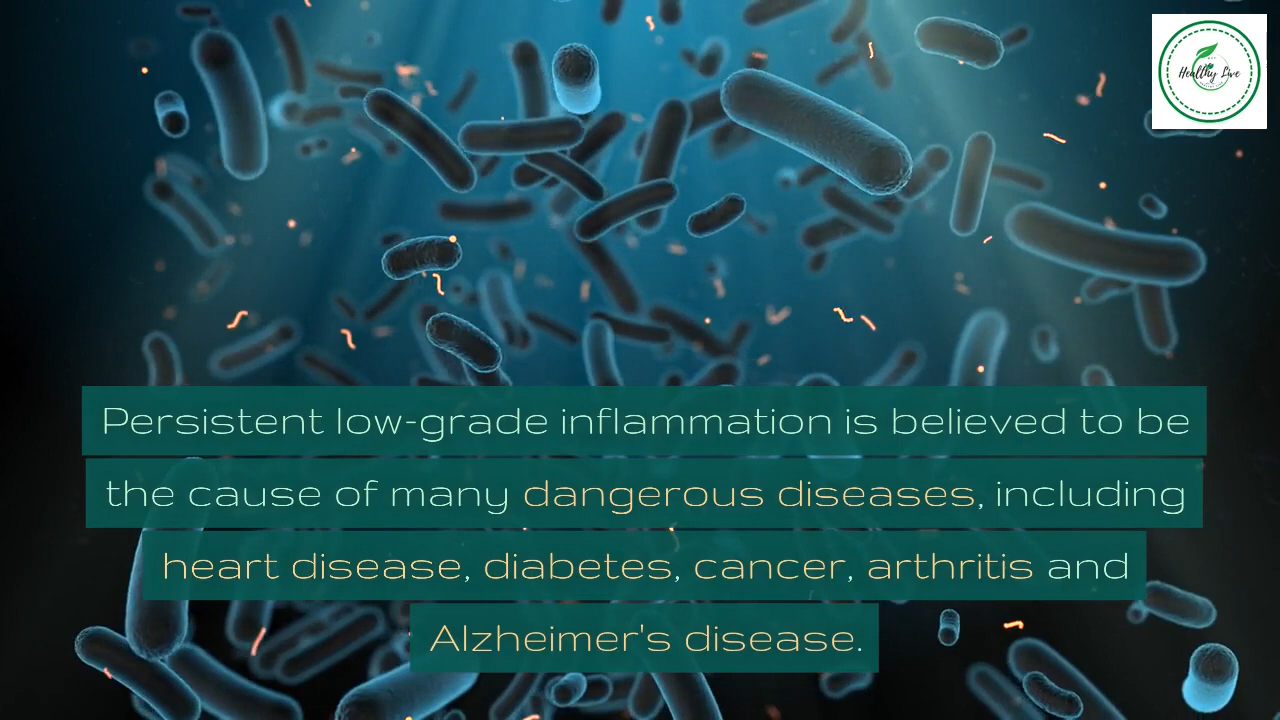 Healthy Live
Persistent low-grade inflammation is believed to be
the cause of many dangerous diseases, including
heart disease, diabetes, cancer, arthritis and
Alzheimer's disease.